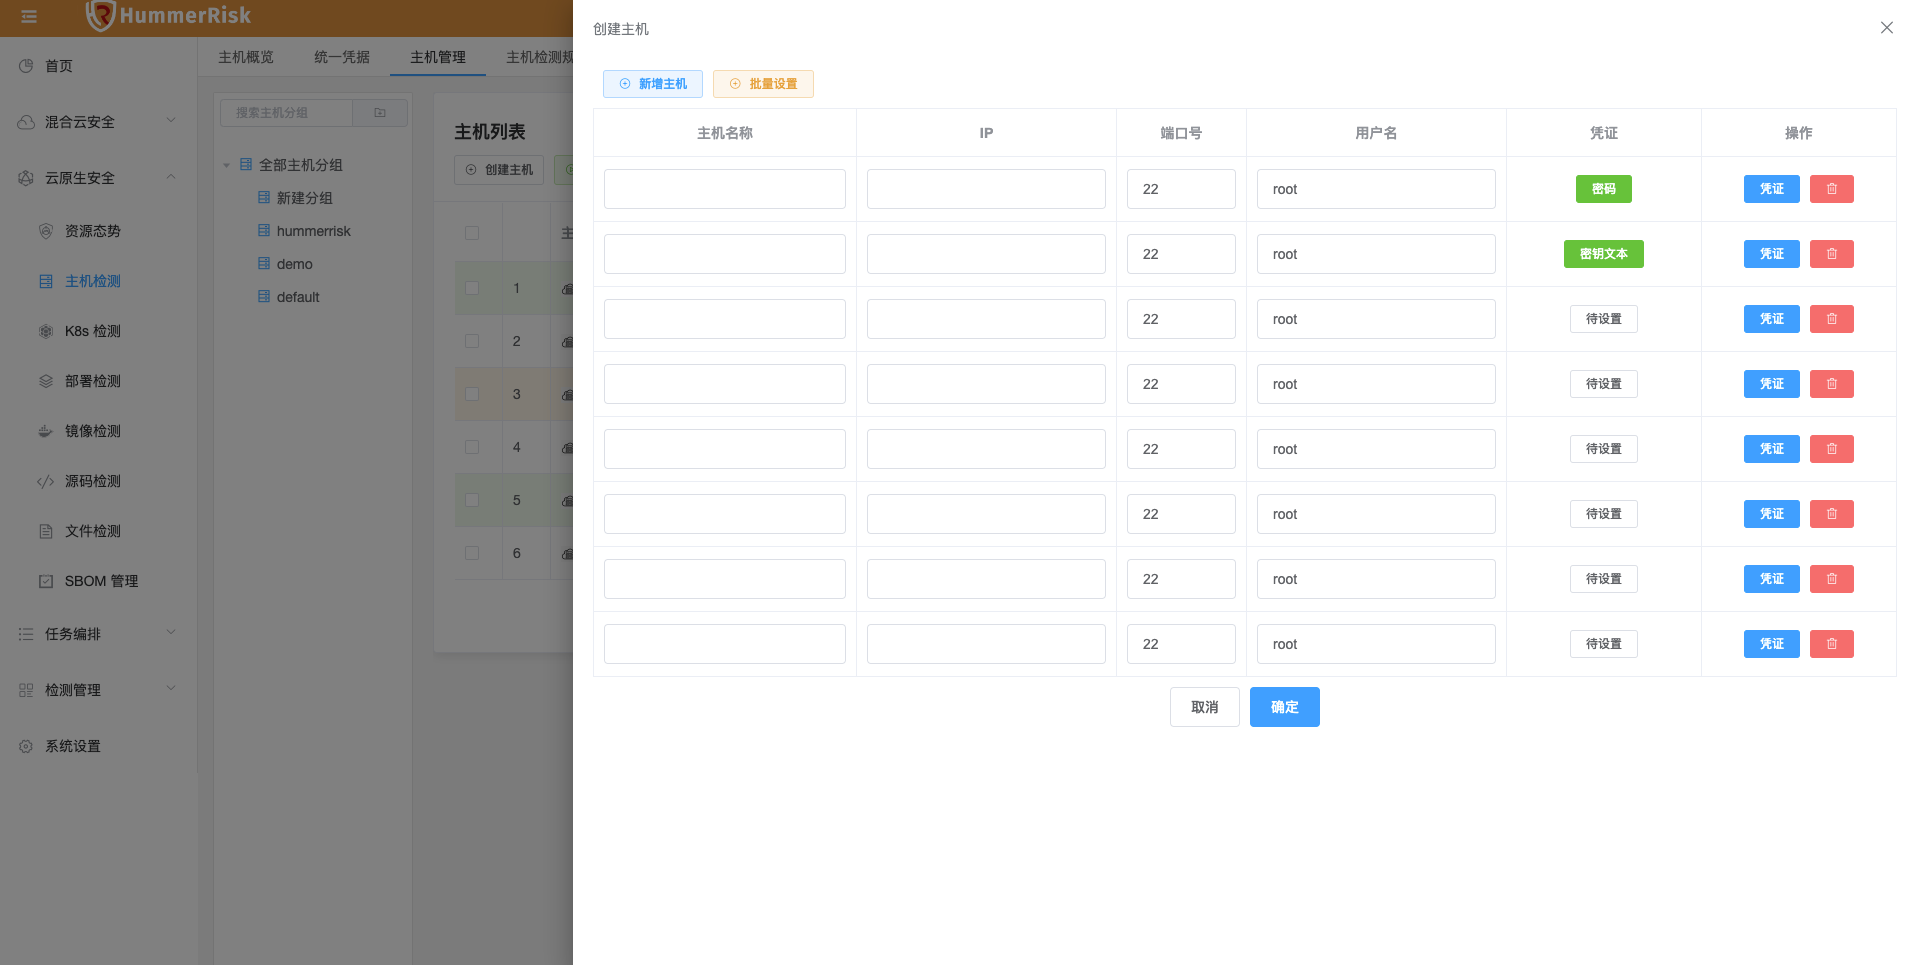 HummerRisk
首页
混合云安全
云原生安全
资源态势
主机检测
K8s 检测
部署检测
镜像检测
源码检测
文件检测
SBOM 管理
任务编排
检测管理
系统设置
主机概览 统一凭据 主机管理 主机检测规
搜索主机分组
全部主机分组
新建分组
hummerrisk
demo
default
主机列表
创建主机
主
1
2
3
4
5
6
创建主机
新增主机 批量设置
主机名称 IP 端口号 用户名 凭证 操作
22 root 密码 凭证
22 root 密钥文本 凭证
22 root 待设置 凭证
22 root 待设置 凭证
22 root 待设置 凭证
22 root 待设置 凭证
22 root 待设置 凭证
22 root 待设置 凭证
取消 确定